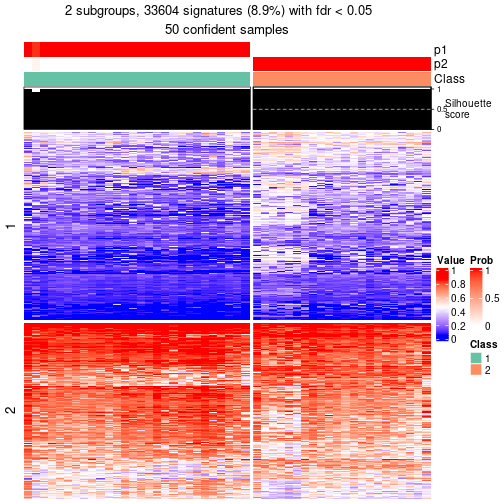 2 subgroups, 33604 signatures (8.9%) with fdr < 0.05
50 confident samples
p1
p2
Class
1
0.5
0
Silhouette
score
1
2
Value
1
0.8
0.6
0.4
0.2
0
Prob
1
0.5
0
Class
1
2